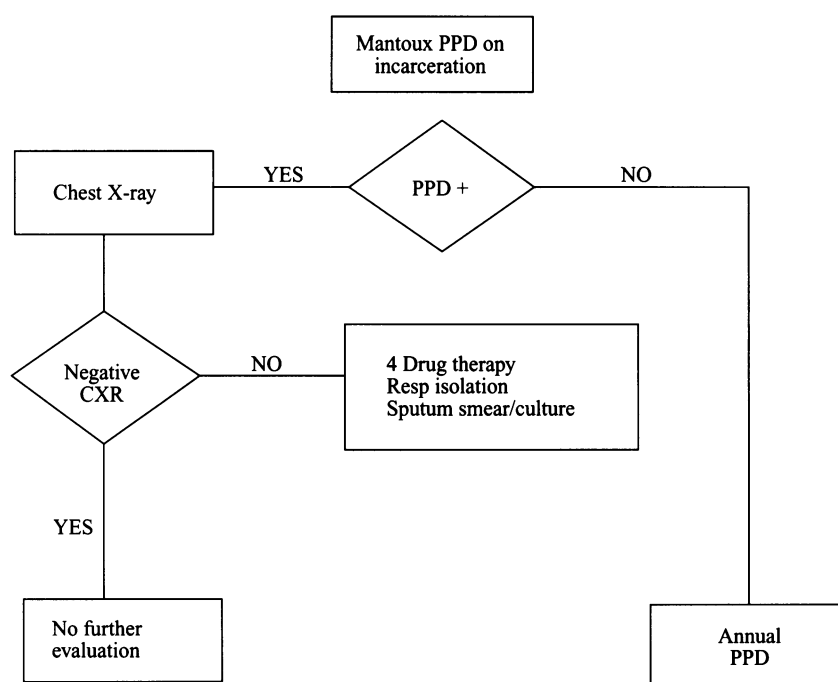 Mantoux PPD on
incarceration
Chest X-ray
YES
PPD +
NO
Negative
CXR
NO
4 Drug therapy
Resp isolation
Sputum smear/culture
YES
No further
evaluation
Annual
PPD